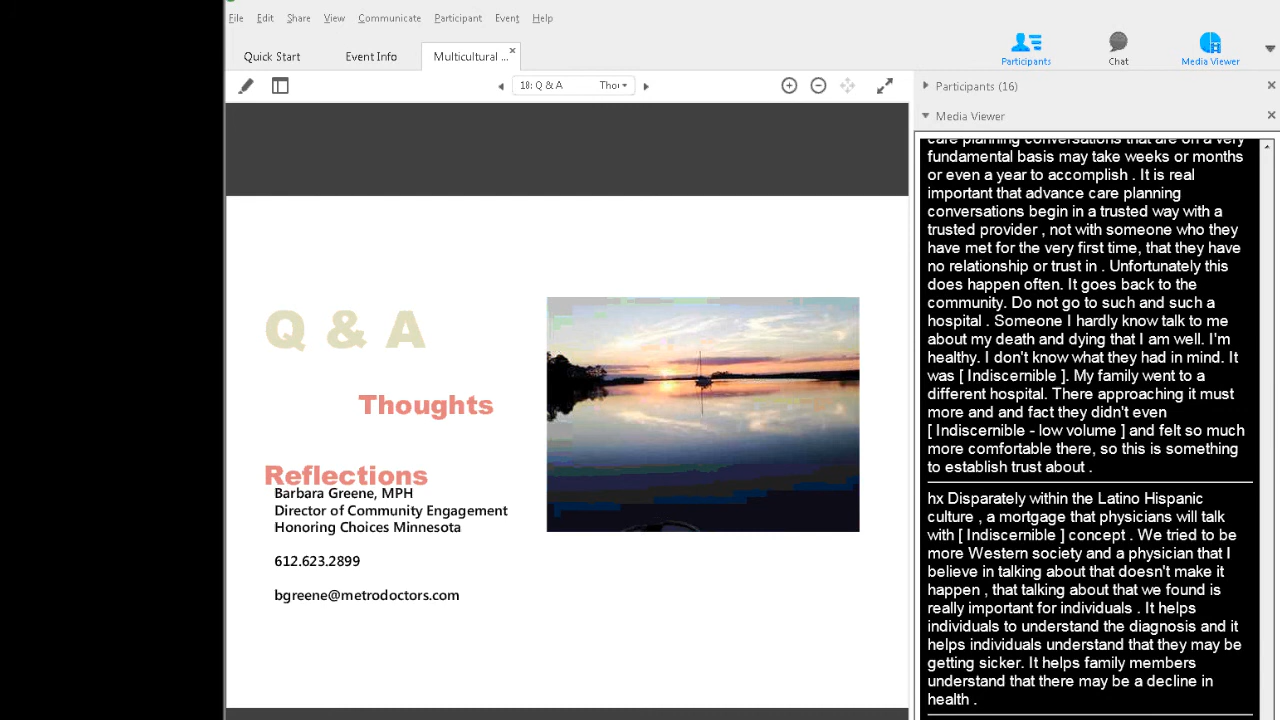 File Edit Share View Communicate Participant Event Help
Quick Start Event Info Multicultural ...
Participants Chat Media Viewer
18: Q & A
Participants (16)
Media Viewer
Q & A
Thoughts
Reflections
Barbara Greene, MPH
Director of Community Engagement
Honoring Choices Minnesota
612.623.2899
bgreene@metrodoctors.com
care planning conversations that are on a very
fundamental basis may take weeks or months
or even a year to accomplish . It is real
important that advance care planning
conversations begin in a trusted way with a
trusted provider , not with someone who they
have met for the very first time, that they have
no relationship or trust in . Unfortunately this
does happen often. It goes back to the
community. Do not go to such and such a
hospital . Someone I hardly know talk to me
about my death and dying that I am well. I'm
healthy. I don't know what they had in mind. It
was [ Indiscernible ]. My family went to a
different hospital. There approaching it must
more and and fact they didn't even
[ Indiscernible - low volume ] and felt so much
more comfortable there, so this is something
to establish trust about .
hx Disparately within the Latino Hispanic
culture , a mortgage that physicians will talk
with [ Indiscernible ] concept . We tried to be
more Western society and a physician that I
believe in talking about that doesn't make it
happen , that talking about that we found is
really important for individuals . It helps
individuals to understand the diagnosis and it
helps individuals understand that they may be
getting sicker. It helps family members
understand that there may be a decline in
health .